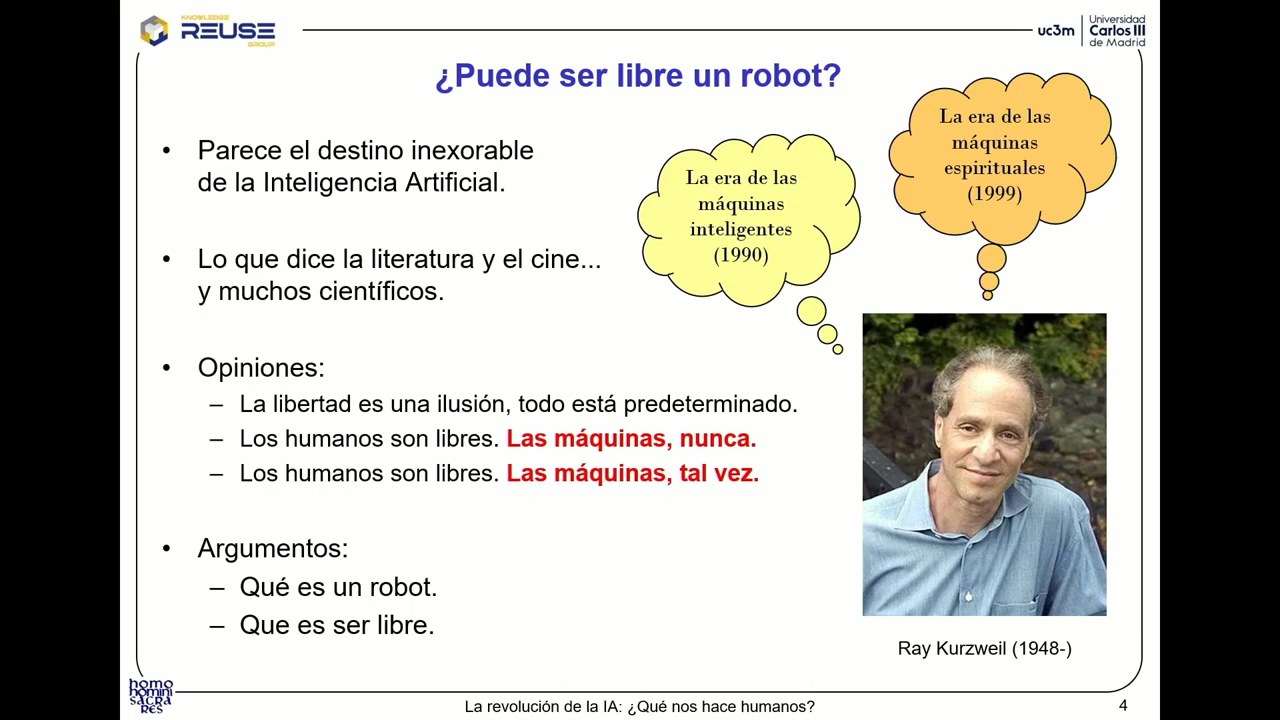 KNOWLEDGE
REUSE
GROUP
uc3m
Universidad
Carlos III
de Madrid
¿Puede ser libre un robot?
• Parece el destino inexorable
de la Inteligencia Artificial.
• Lo que dice la literatura y el cine...
y muchos científicos.
• Opiniones:
– La libertad es una ilusión, todo está predeterminado.
– Los humanos son libres. Las máquinas, nunca.
– Los humanos son libres. Las máquinas, tal vez.
• Argumentos:
– Qué es un robot.
– Que es ser libre.
La era de las
máquinas
inteligentes
(1990)
La era de las
máquinas
espirituales
(1999)
Ray Kurzweil (1948-)
homo
homini
SACRA
RES
La revolución de la IA: ¿Qué nos hace humanos?
4